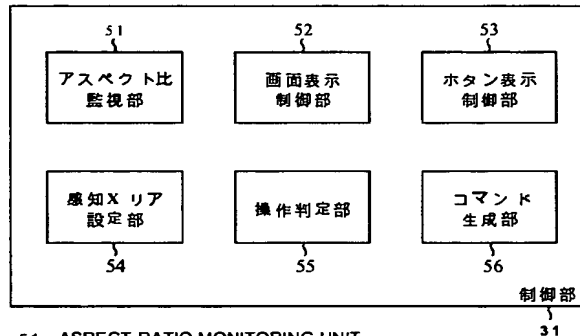 51
52
53
アスペクト比
監視部
画面表示
制御部
ホタン表示
制御部
感知Xリア
設定部
操作判定部
コマンド
生成部
54
55
56
制御部
31
51 ASPECT RATIO MONITORING UNIT